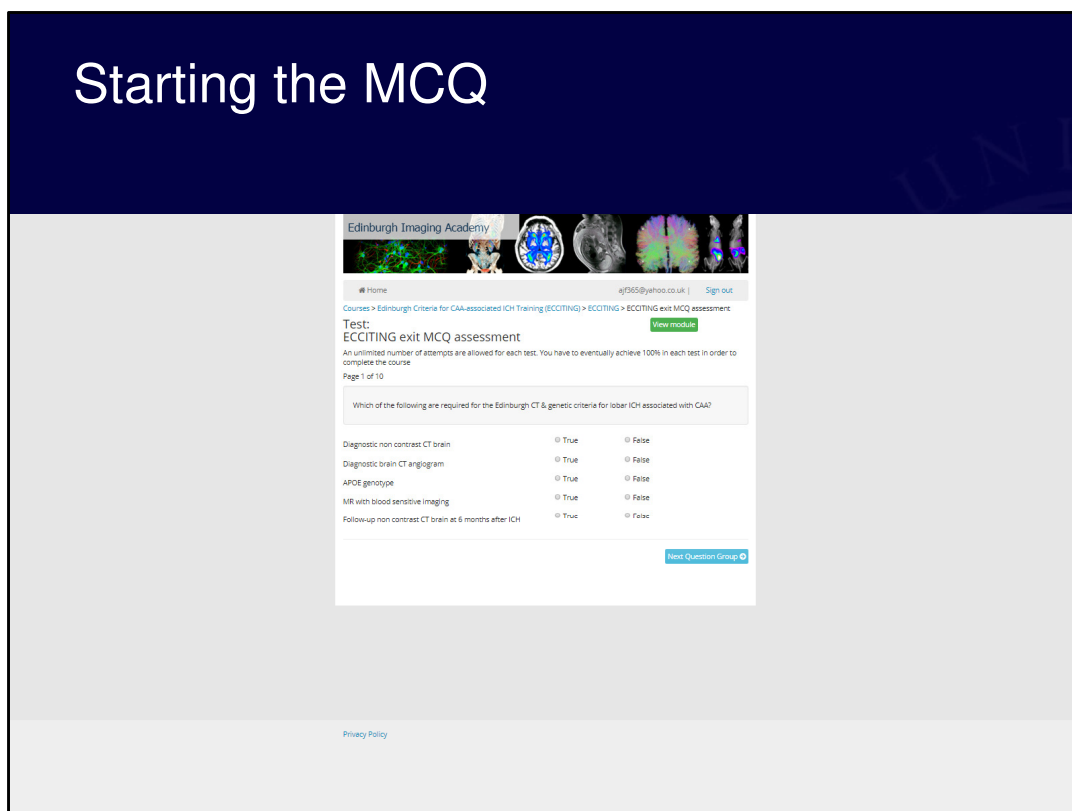 Starting the MCQ
UNI
Edinburgh Imaging Academy
Home ajf365@yahoo.co.uk | Sign out
Courses > Edinburgh Criteria for CAA-associated ICH Training (ECCITING) > ECCITING > ECCITING exit MCQ assessment
Test: View module
ECCITING exit MCQ assessment
An unlimited number of attempts are allowed for each test. You have to eventually achieve 100% in each test in order to
complete the course
Page 1 of 10
Which of the following are required for the Edinburgh CT & genetic criteria for lobar ICH associated with CAA?
Diagnostic non contrast CT brain True False
Diagnostic brain CT angiogram True False
APOE genotype True False
MR with blood sensitive imaging True False
Follow-up non contrast CT brain at 6 months after ICH True False
Next Question Group
Privacy Policy